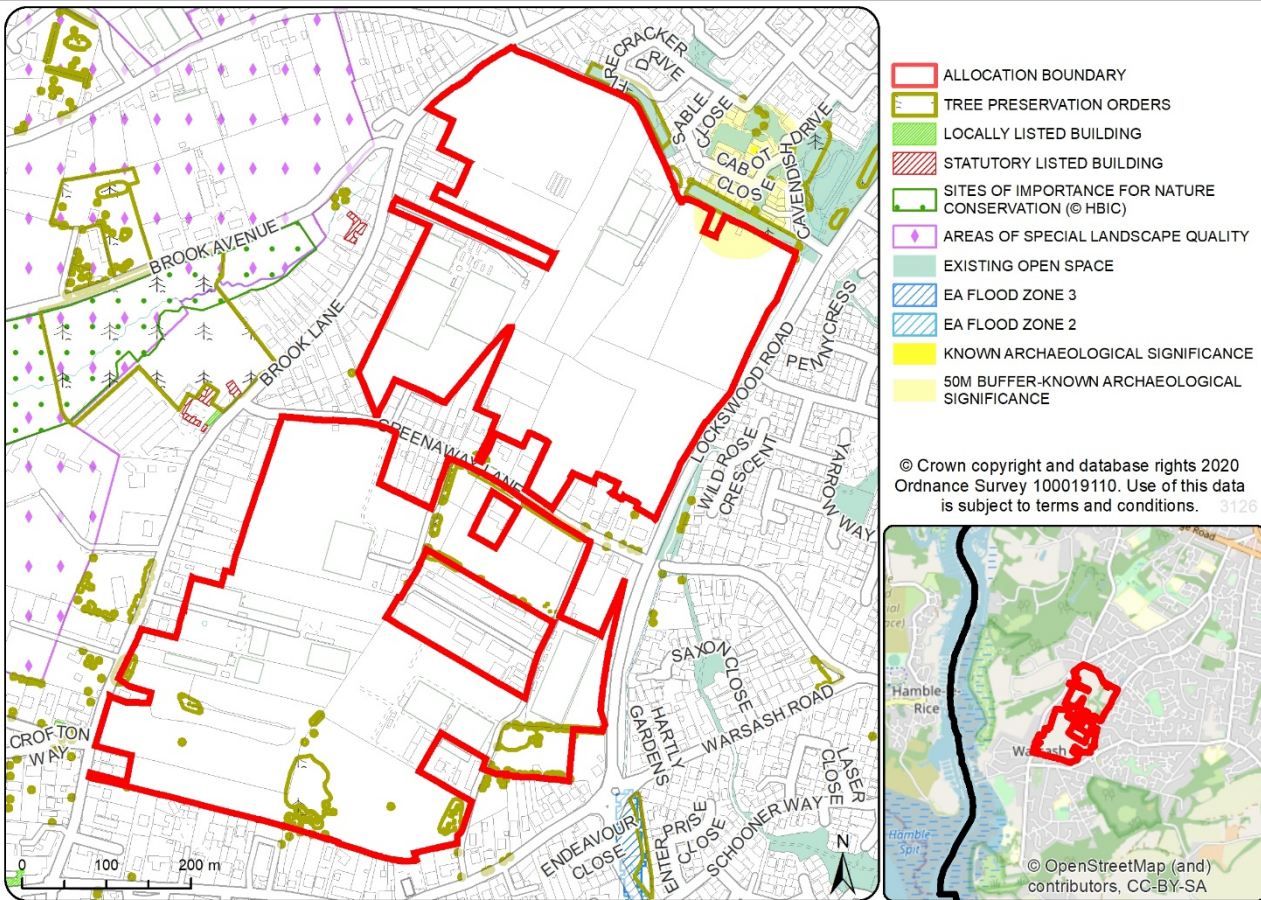 FIRECRACKER
DRIVE
SABLE
CLOSE
CABOT
CLOSE
CAVENDISH DRIVE
BROOK AVENUE
BROOK LANE
PENNYCRESS
LOCKSWOOD ROAD
GREENAWAY LANE
WILD ROSE
CRESCENT
YARROW WAY
SAXON CLOSE
WARSASH ROAD
HARTLY
GARDENS
LASER
CLOSE
CROFTON
WAY
SCHOONER WAY
ENDEAVOUR
CLOSE
ENTERPRISE
CLOSE
0 100 200 m
N
ALLOCATION BOUNDARY
TREE PRESERVATION ORDERS
LOCALLY LISTED BUILDING
STATUTORY LISTED BUILDING
SITES OF IMPORTANCE FOR NATURE
CONSERVATION (© HBIC)
AREAS OF SPECIAL LANDSCAPE QUALITY
EXISTING OPEN SPACE
EA FLOOD ZONE 3
EA FLOOD ZONE 2
KNOWN ARCHAEOLOGICAL SIGNIFICANCE
50M BUFFER-KNOWN ARCHAEOLOGICAL
SIGNIFICANCE
© Crown copyright and database rights 2020
Ordnance Survey 100019110. Use of this data
is subject to terms and conditions.
3126
Hamble-le-
Rice
Warsash
Hamble
Spit
© OpenStreetMap (and)
contributors, CC-BY-SA